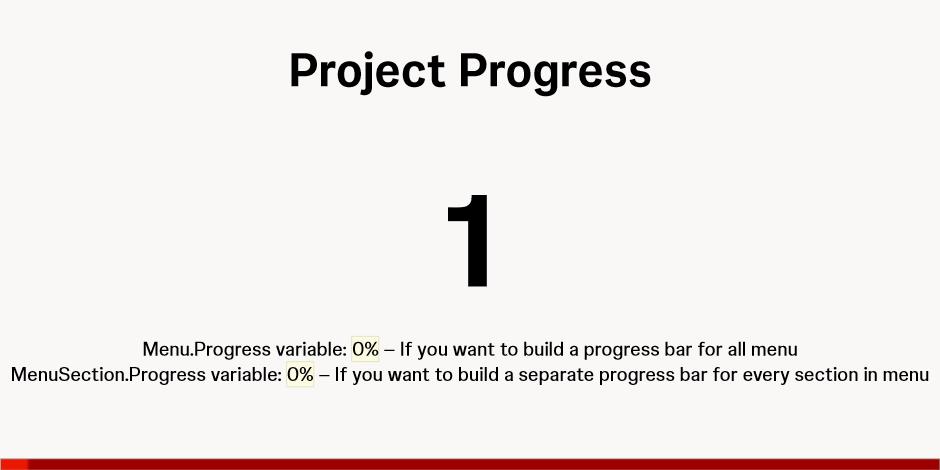 Project Progress
1
Menu.Progress variable: 0% – If you want to build a progress bar for all menu
MenuSection.Progress variable: 0% – If you want to build a separate progress bar for every section in menu